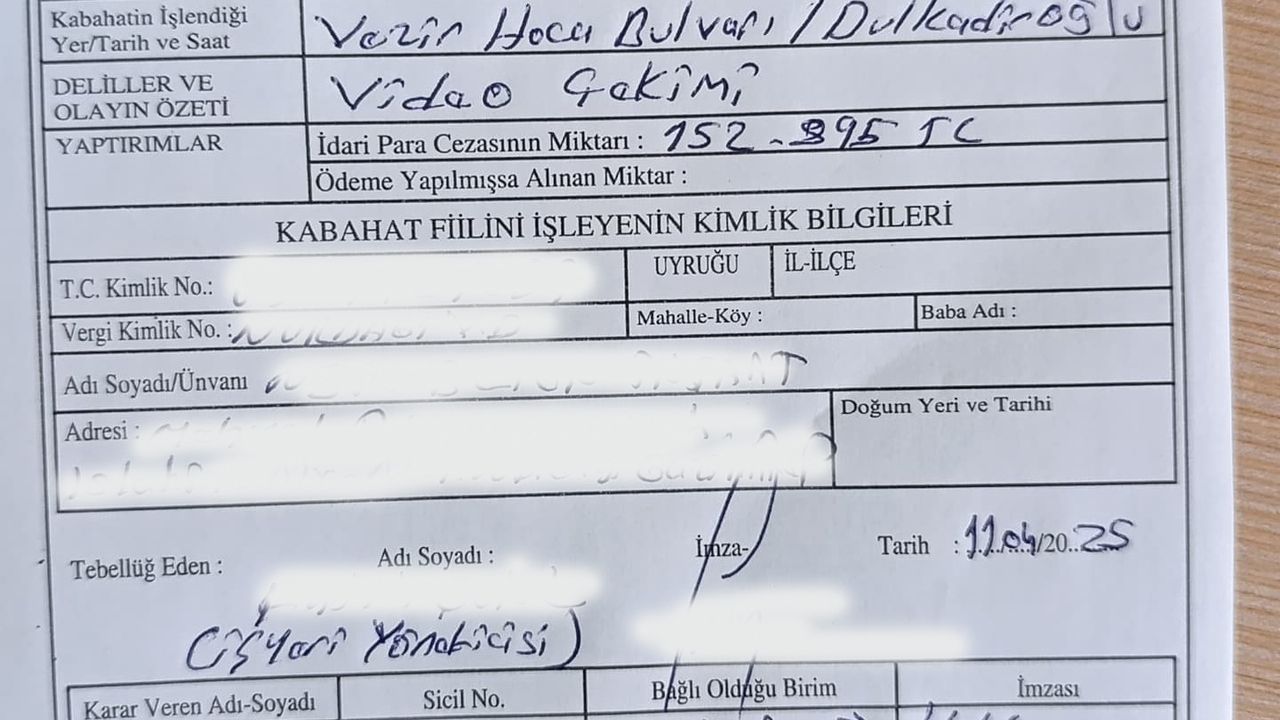 Kabahatin İşlendiği
Yer/Tarih ve Saat
Vezir Hoca Bulvarı / Dulkadiroğlu
DELİLLER VE
OLAYIN ÖZETİ
Video Çekimi
YAPTIRIMLAR
İdari Para Cezasının Miktarı : 152.895 TL
Ödeme Yapılmışsa Alınan Miktar :
KABAHAT FİİLİNİ İŞLEYENİN KİMLİK BİLGİLERİ
T.C. Kimlik No.:
UYRUĞU
İL-İLÇE
Vergi Kimlik No. :
Mahalle-Köy :
Baba Adı :
Adı Soyadı/Ünvanı
Adresi :
Doğum Yeri ve Tarihi
Tebellüğ Eden :
Adı Soyadı :
İmza-
Tarih : 11.04/20..25
(İşyeri Yöneticisi)
Karar Veren Adı-Soyadı
Sicil No.
Bağlı Olduğu Birim
İmzası